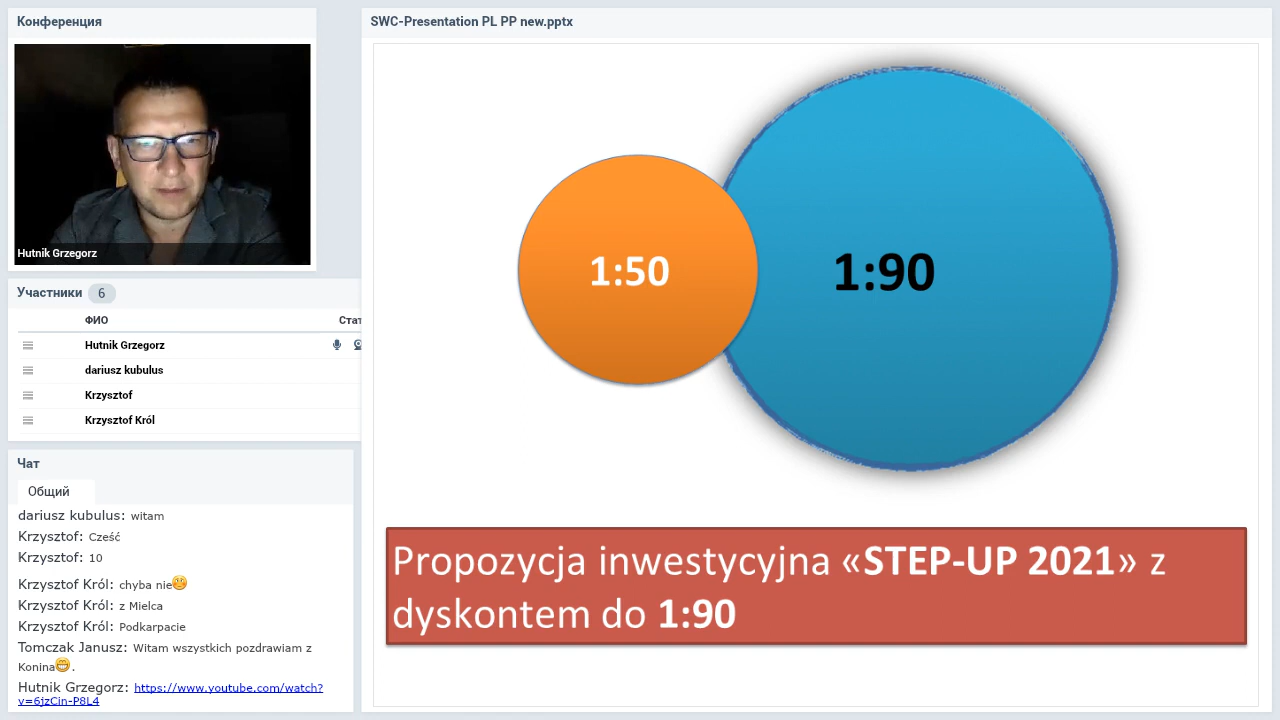 Конференция
Hutnik Grzegorz
Участники 6
ФИО Стат
Hutnik Grzegorz
dariusz kubulus
Krzysztof
Krzysztof Król
Чат
Общий
dariusz kubulus: witam
Krzysztof: Cześć
Krzysztof: 10
Krzysztof Król: chyba nie
Krzysztof Król: z Mielca
Krzysztof Król: Podkarpacie
Tomczak Janusz: Witam wszystkich pozdrawiam z
Konina .
Hutnik Grzegorz: https://www.youtube.com/watch?
v=6jzCin-P8L4
SWC-Presentation PL PP new.pptx
1:50
1:90
Propozycja inwestycyjna «STEP-UP 2021» z
dyskontem do 1:90